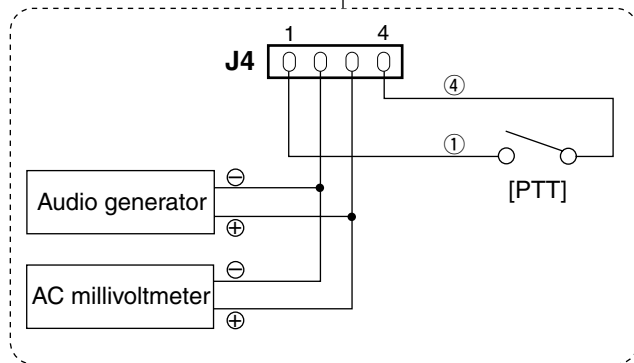 1 4
J4
④
①
[PTT]
Audio generator
⊖
⊕
AC millivoltmeter
⊖
⊕